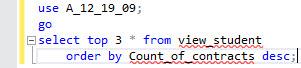 use A_12_19_09;
go
select top 3 * from view_student
order by Count_of_contracts desc;